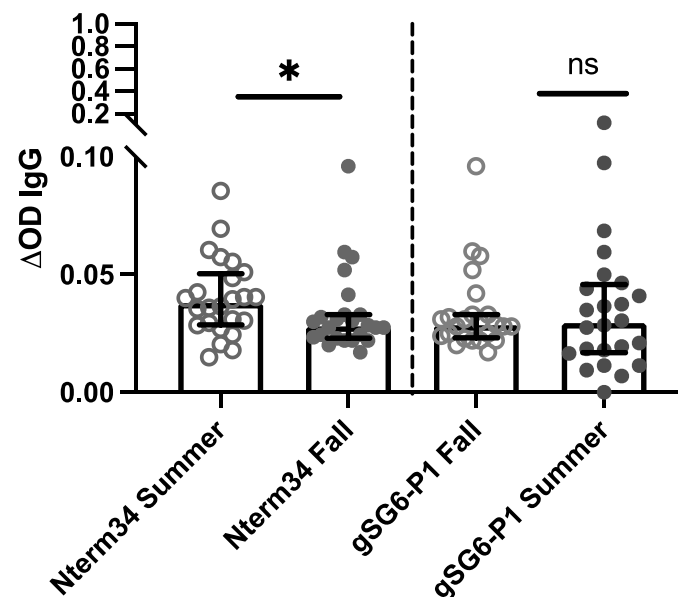 1.0
0.8
0.6
0.4
0.2
0.10
0.05
0.00
ΔOD IgG
*
ns
Nterm34 Summer
Nterm34 Fall
gSG6-P1 Fall
gSG6-P1 Summer